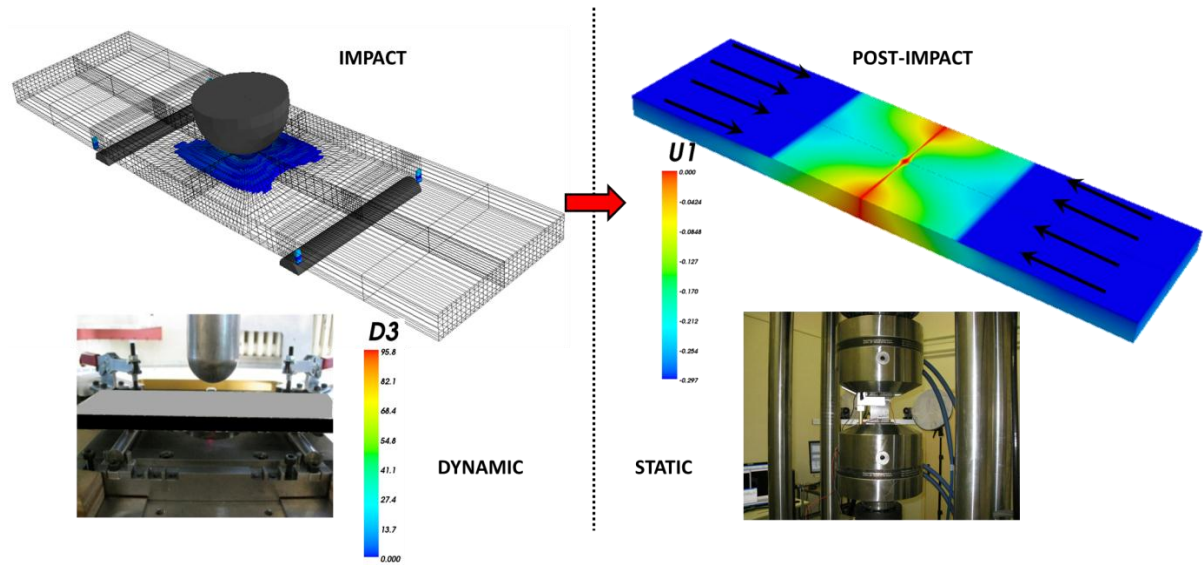 IMPACT
POST-IMPACT
U1
0.000
-0.0424
-0.0848
-0.127
-0.170
-0.212
-0.254
-0.297
D3
95.8
82.1
68.4
54.8
41.1
27.4
13.7
0.000
DYNAMIC
STATIC